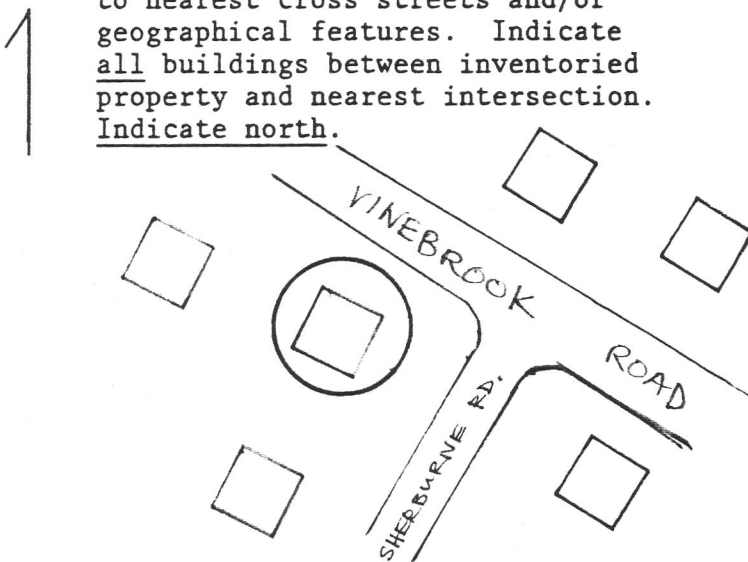 to nearest cross streets and/or
geographical features. Indicate
all buildings between inventoried
property and nearest intersection.
Indicate north.
VINEBROOK ROAD
SHERBURNE RD.